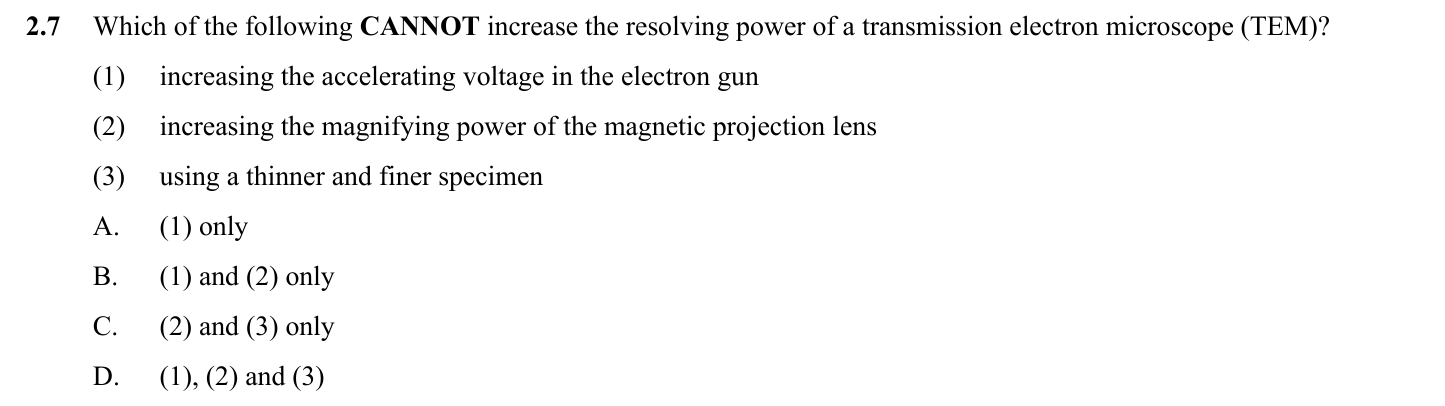 2.7 Which of the following CANNOT increase the resolving power of a transmission electron microscope (TEM)?
(1) increasing the accelerating voltage in the electron gun
(2) increasing the magnifying power of the magnetic projection lens
(3) using a thinner and finer specimen
A. (1) only
B. (1) and (2) only
C. (2) and (3) only
D. (1), (2) and (3)